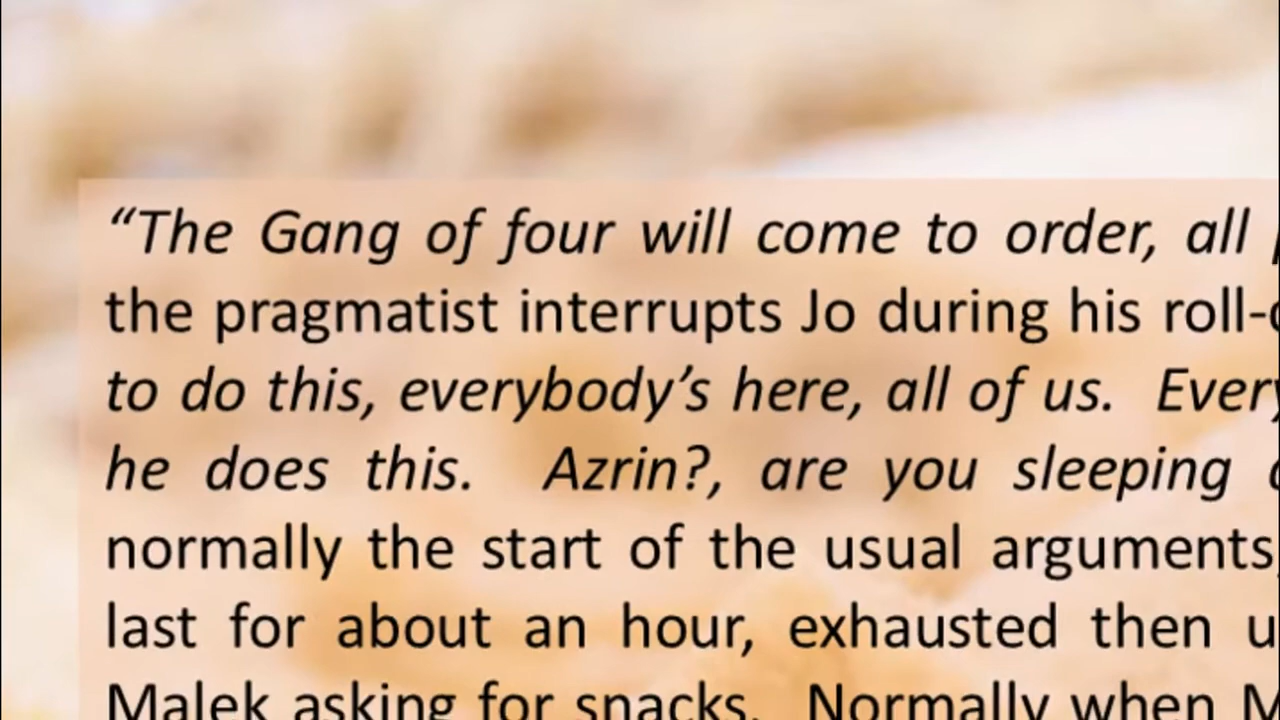 “The Gang of four will come to order, all
the pragmatist interrupts Jo during his
to do this, everybody’s here, all of us. Every
he does this. Azrin?, are you sleeping
normally the start of the usual arguments,
last for about an hour, exhausted then
Malek asking for snacks. Normally when